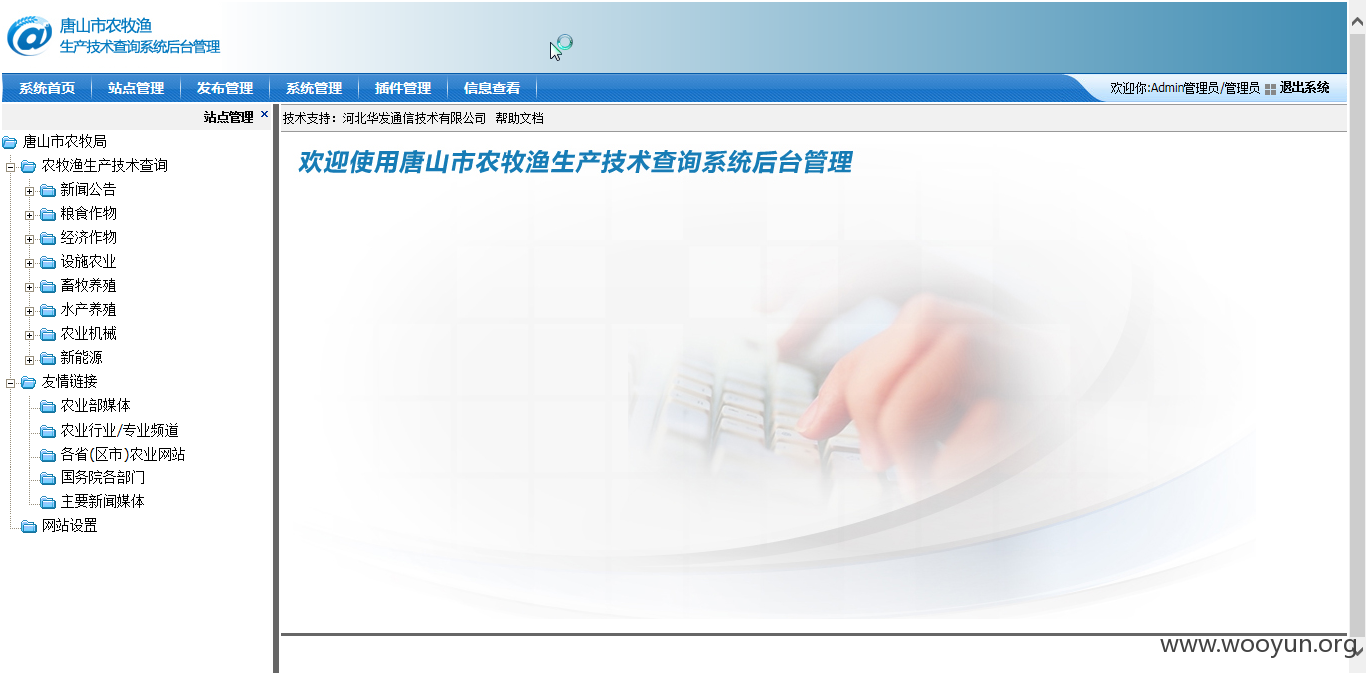 唐山市农牧渔
生产技术查询系统后台管理
系统首页 站点管理 发布管理 系统管理 插件管理 信息查看
欢迎你:Admin管理员/管理员 退出系统
站点管理 ×
技术支持：河北华发通信技术有限公司 帮助文档
唐山市农牧局
农牧渔生产技术查询
新闻公告
粮食作物
经济作物
设施农业
畜牧养殖
水产养殖
农业机械
新能源
友情链接
农业部媒体
农业行业/专业频道
各省(区市)农业网站
国务院各部门
主要新闻媒体
网站设置
欢迎使用唐山市农牧渔生产技术查询系统后台管理
www.wooyun.org